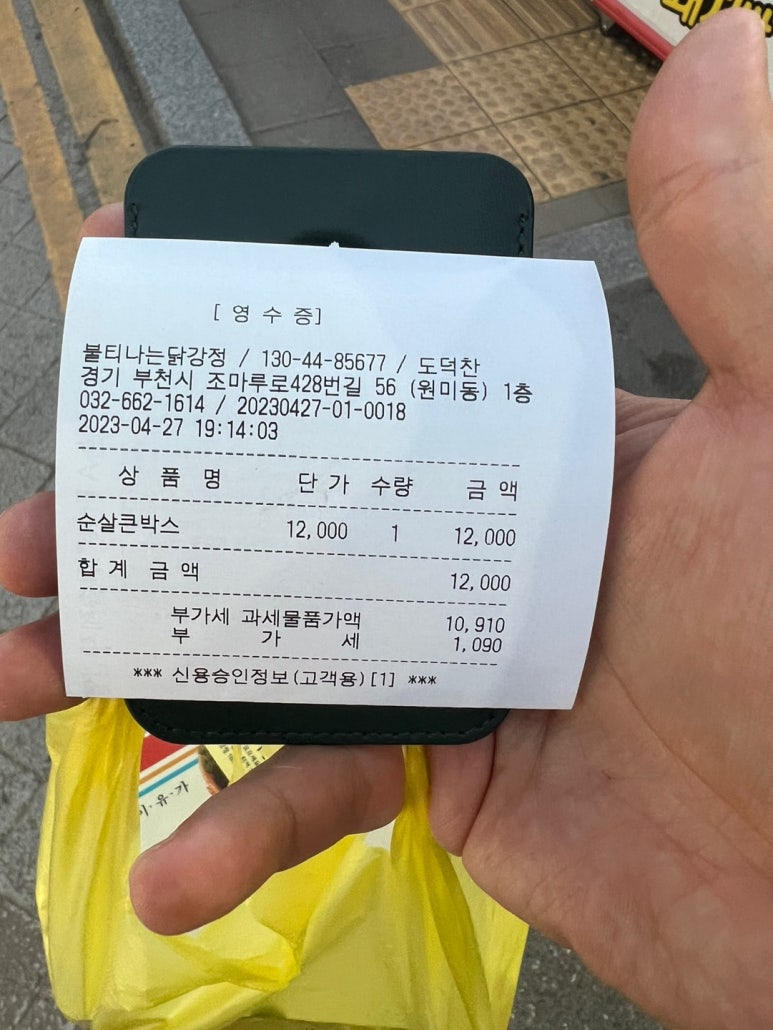 [ 영 수 증]
불티나는닭강정 / 130-44-85677 / 도덕찬
경기 부천시 조마루로428번길 56 (원미동) 1층
032-662-1614 / 20230427-01-0018
2023-04-27 19:14:03
상 품 명 단 가 수량 금 액
순살큰박스 12,000 1 12,000
합 계 금 액 12,000
부가세 과세물품가액 10,910
부 가 세 1,090
*** 신용승인정보(고객용)[1] ***